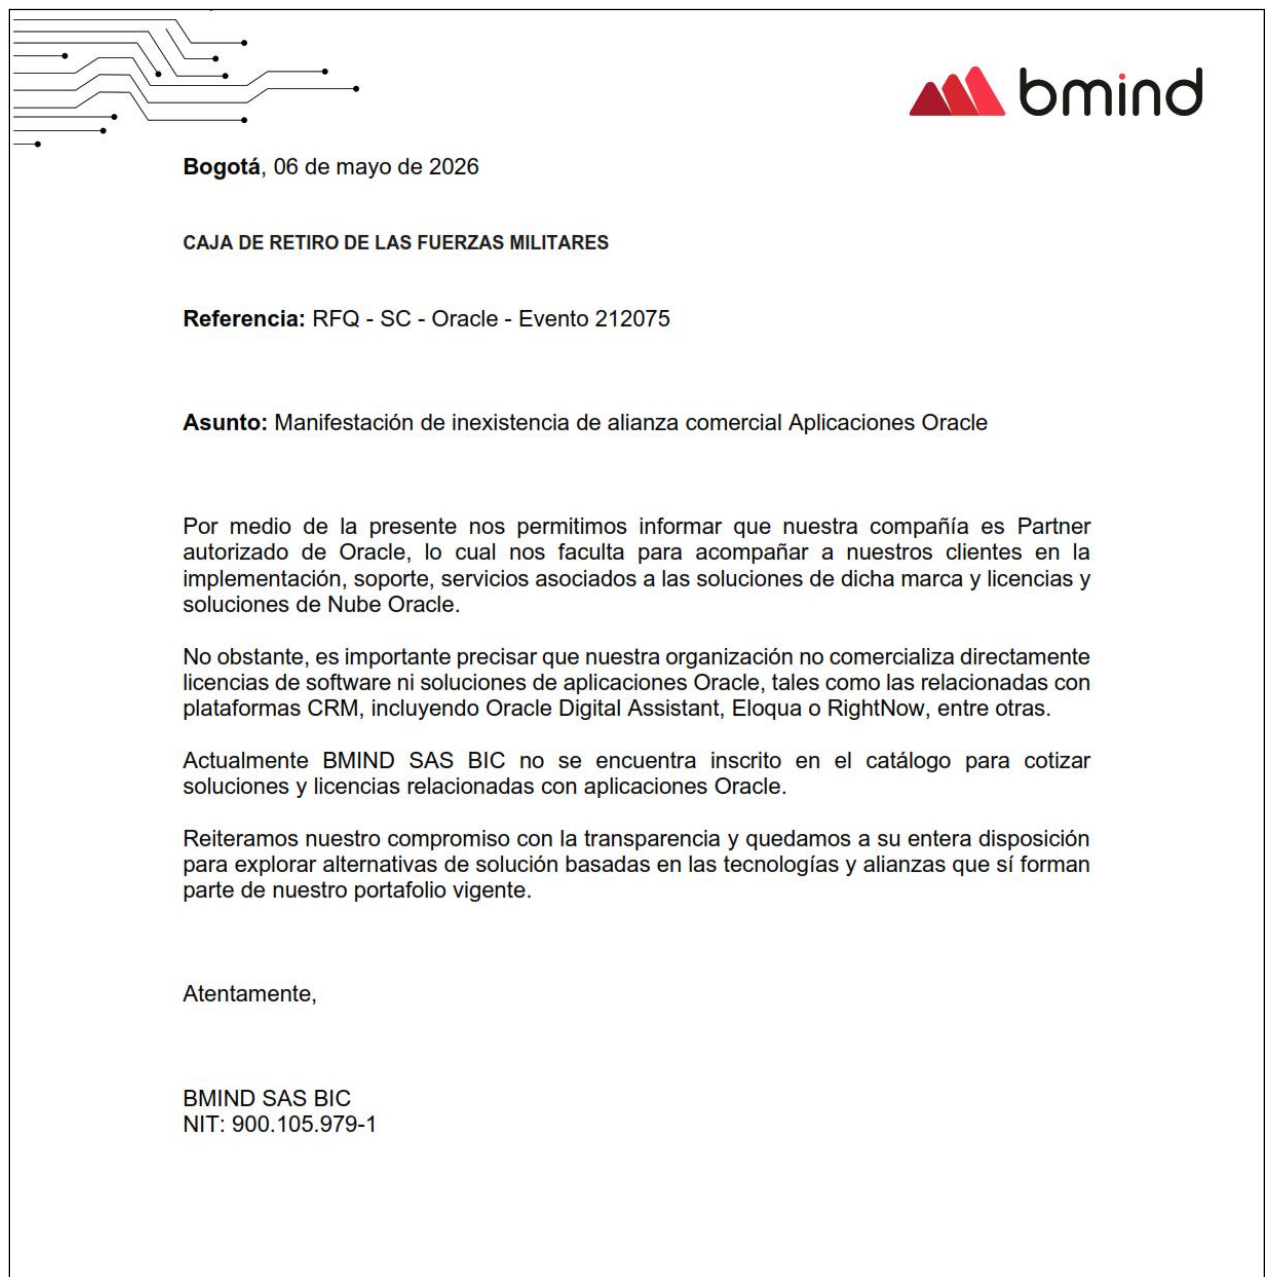 bmind
Bogotá, 06 de mayo de 2026
CAJA DE RETIRO DE LAS FUERZAS MILITARES
Referencia: RFQ - SC - Oracle - Evento 212075
Asunto: Manifestación de inexistencia de alianza comercial Aplicaciones Oracle
Por medio de la presente nos permitimos informar que nuestra compañía es Partner
autorizado de Oracle, lo cual nos faculta para acompañar a nuestros clientes en la
implementación, soporte, servicios asociados a las soluciones de dicha marca y licencias y
soluciones de Nube Oracle.
No obstante, es importante precisar que nuestra organización no comercializa directamente
licencias de software ni soluciones de aplicaciones Oracle, tales como las relacionadas con
plataformas CRM, incluyendo Oracle Digital Assistant, Eloqua o RightNow, entre otras.
Actualmente BMIND SAS BIC no se encuentra inscrito en el catálogo para cotizar
soluciones y licencias relacionadas con aplicaciones Oracle.
Reiteramos nuestro compromiso con la transparencia y quedamos a su entera disposición
para explorar alternativas de solución basadas en las tecnologías y alianzas que sí forman
parte de nuestro portafolio vigente.
Atentamente,
BMIND SAS BIC
NIT: 900.105.979-1